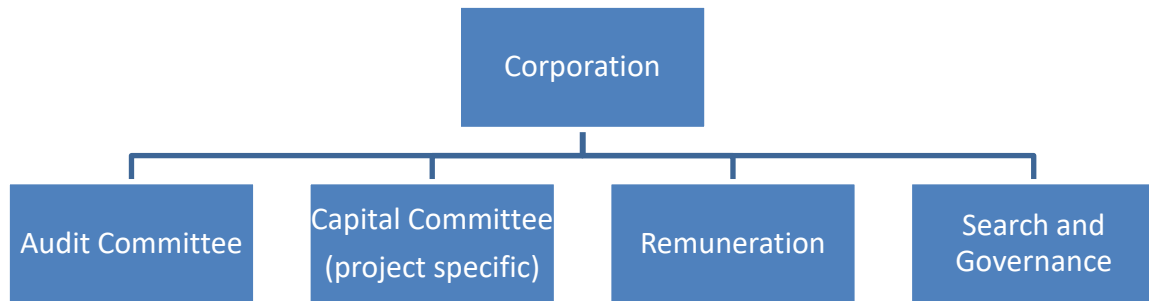 Corporation
Audit Committee
Capital Committee
(project specific)
Remuneration
Search and
Governance